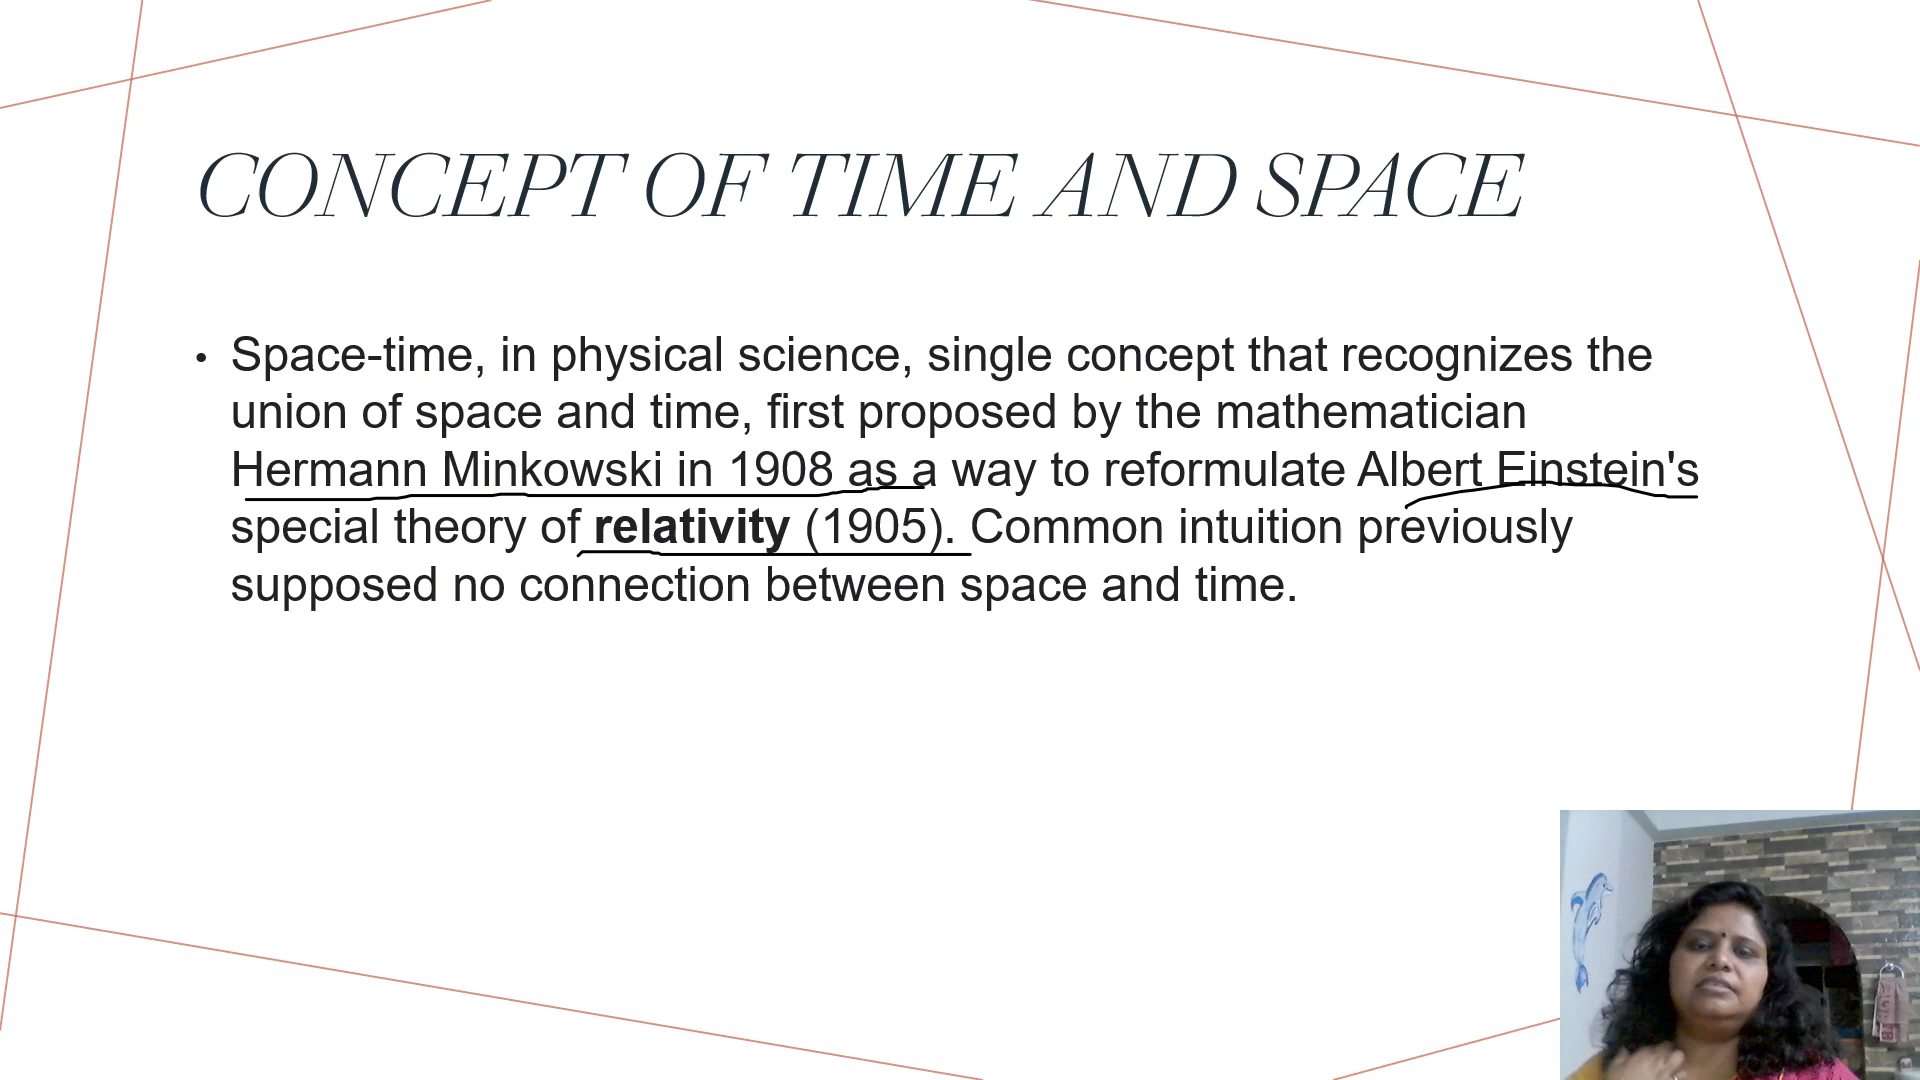 CONCEPT OF TIME AND SPACE
• Space-time, in physical science, single concept that recognizes the
union of space and time, first proposed by the mathematician
Hermann Minkowski in 1908 as a way to reformulate Albert Einstein's
special theory of relativity (1905). Common intuition previously
supposed no connection between space and time.